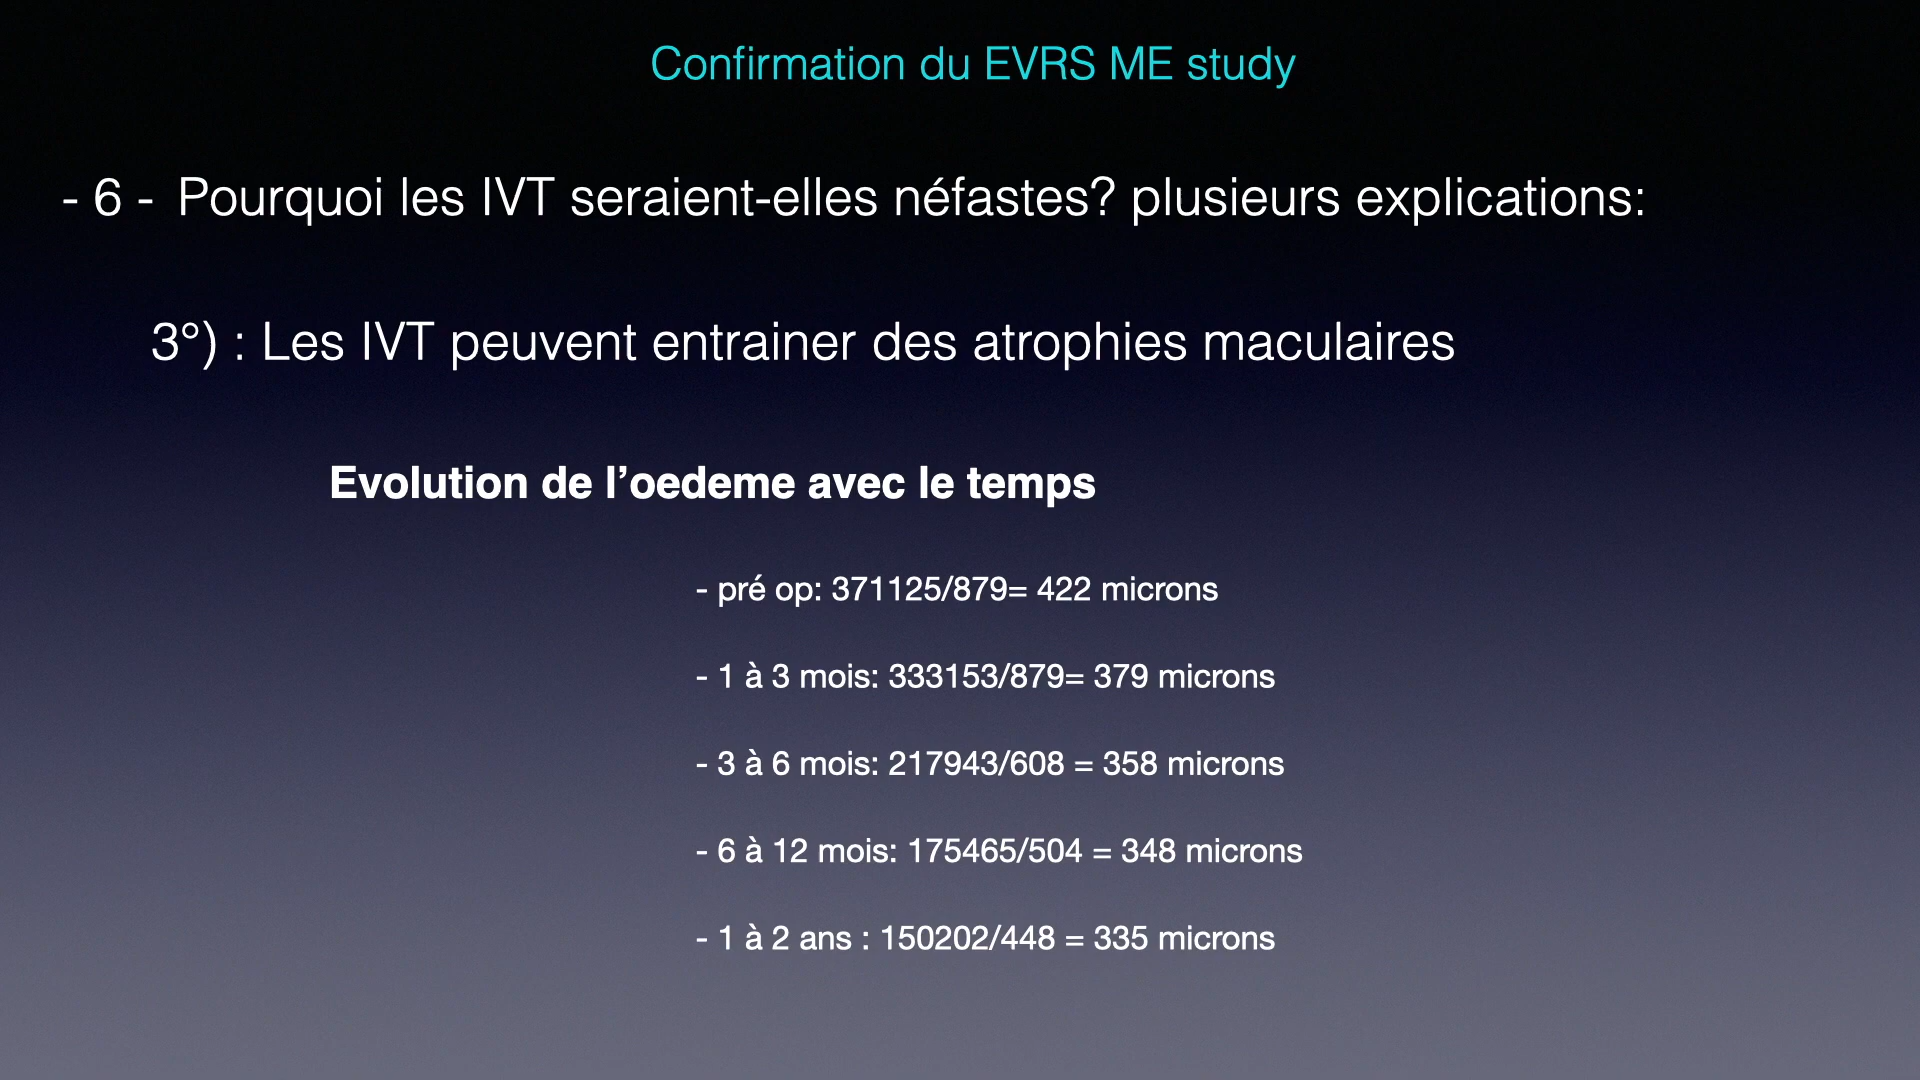 Confirmation du EVRS ME study
- 6 - Pourquoi les IVT seraient-elles néfastes? plusieurs explications:
3°) : Les IVT peuvent entrainer des atrophies maculaires
Evolution de l’oedeme avec le temps
- pré op: 371125/879= 422 microns
- 1 à 3 mois: 333153/879= 379 microns
- 3 à 6 mois: 217943/608 = 358 microns
- 6 à 12 mois: 175465/504 = 348 microns
- 1 à 2 ans : 150202/448 = 335 microns